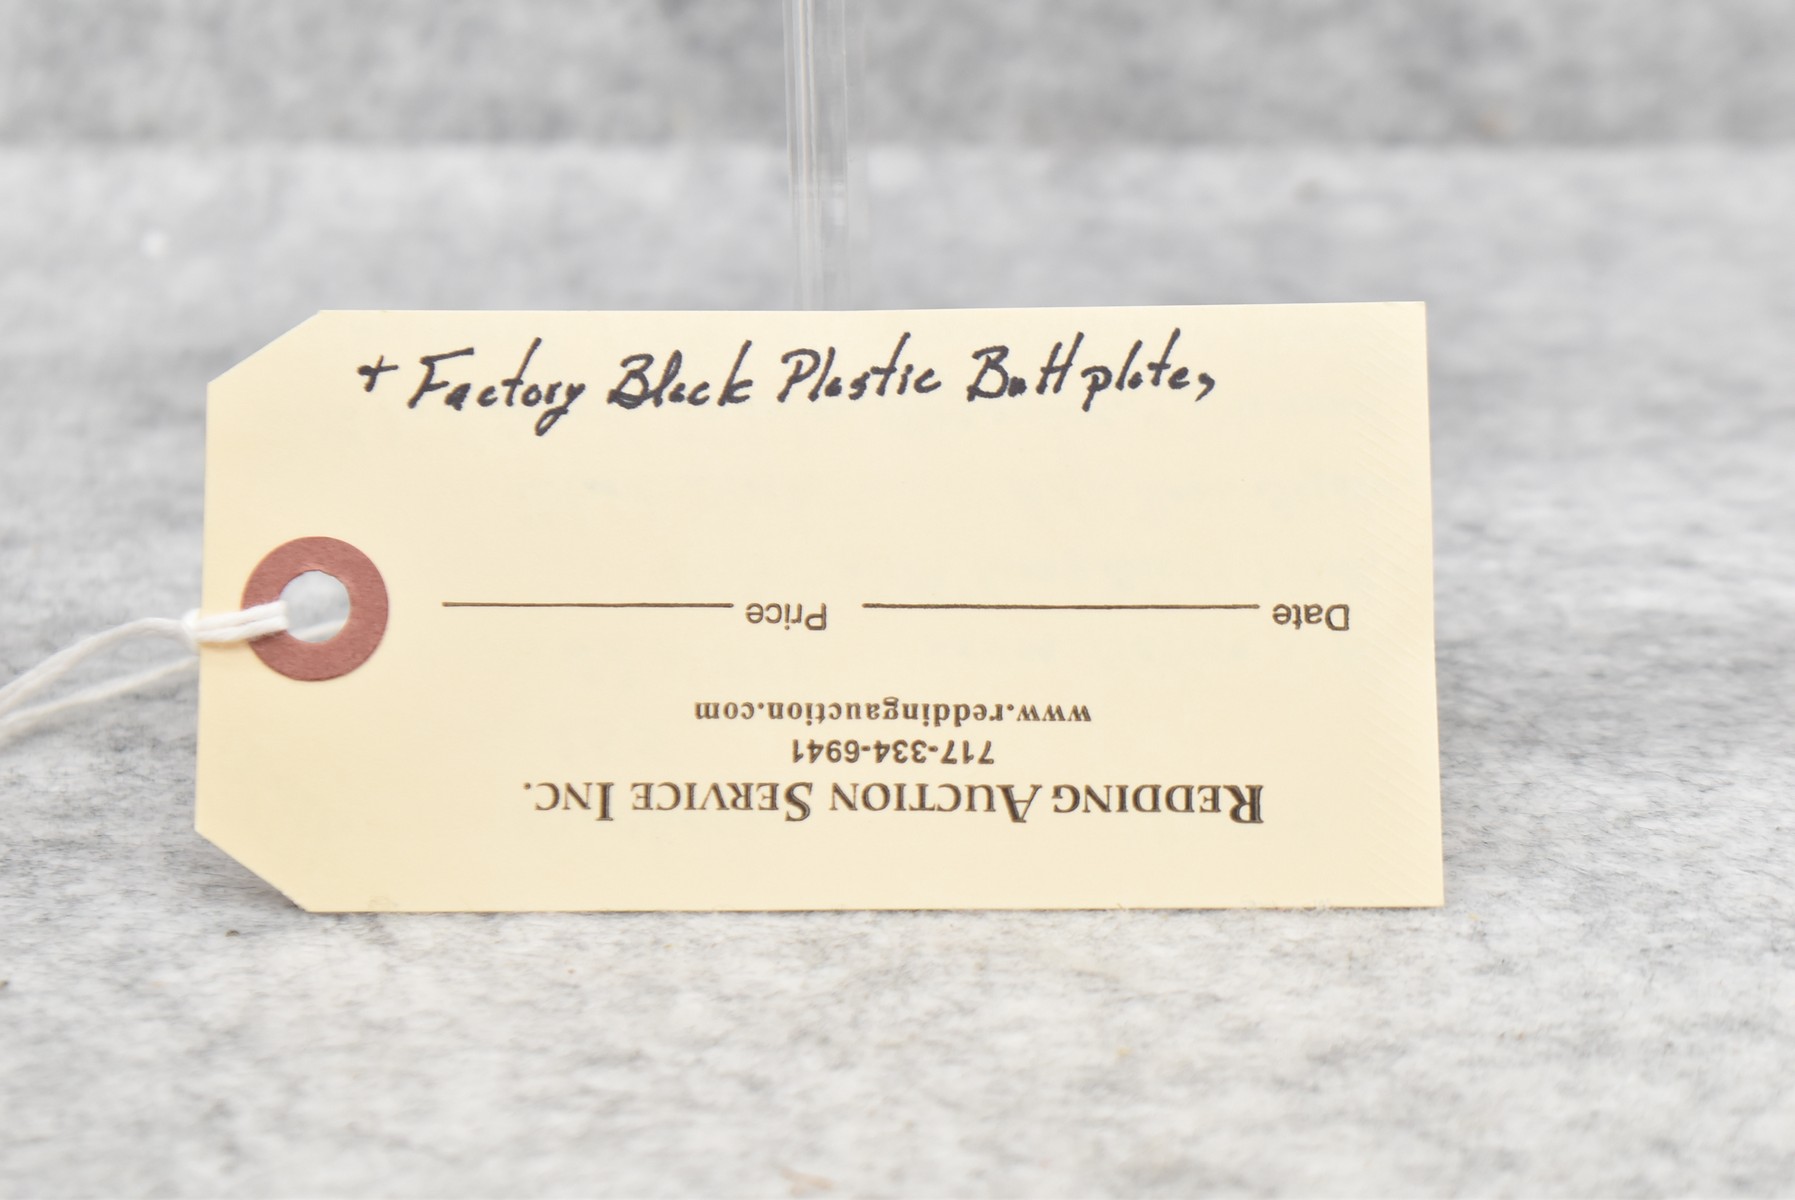 + Factory Black Plastic Buttplate,
Redding Auction Service Inc.
717-334-6941
www.reddingauction.com
Date Price